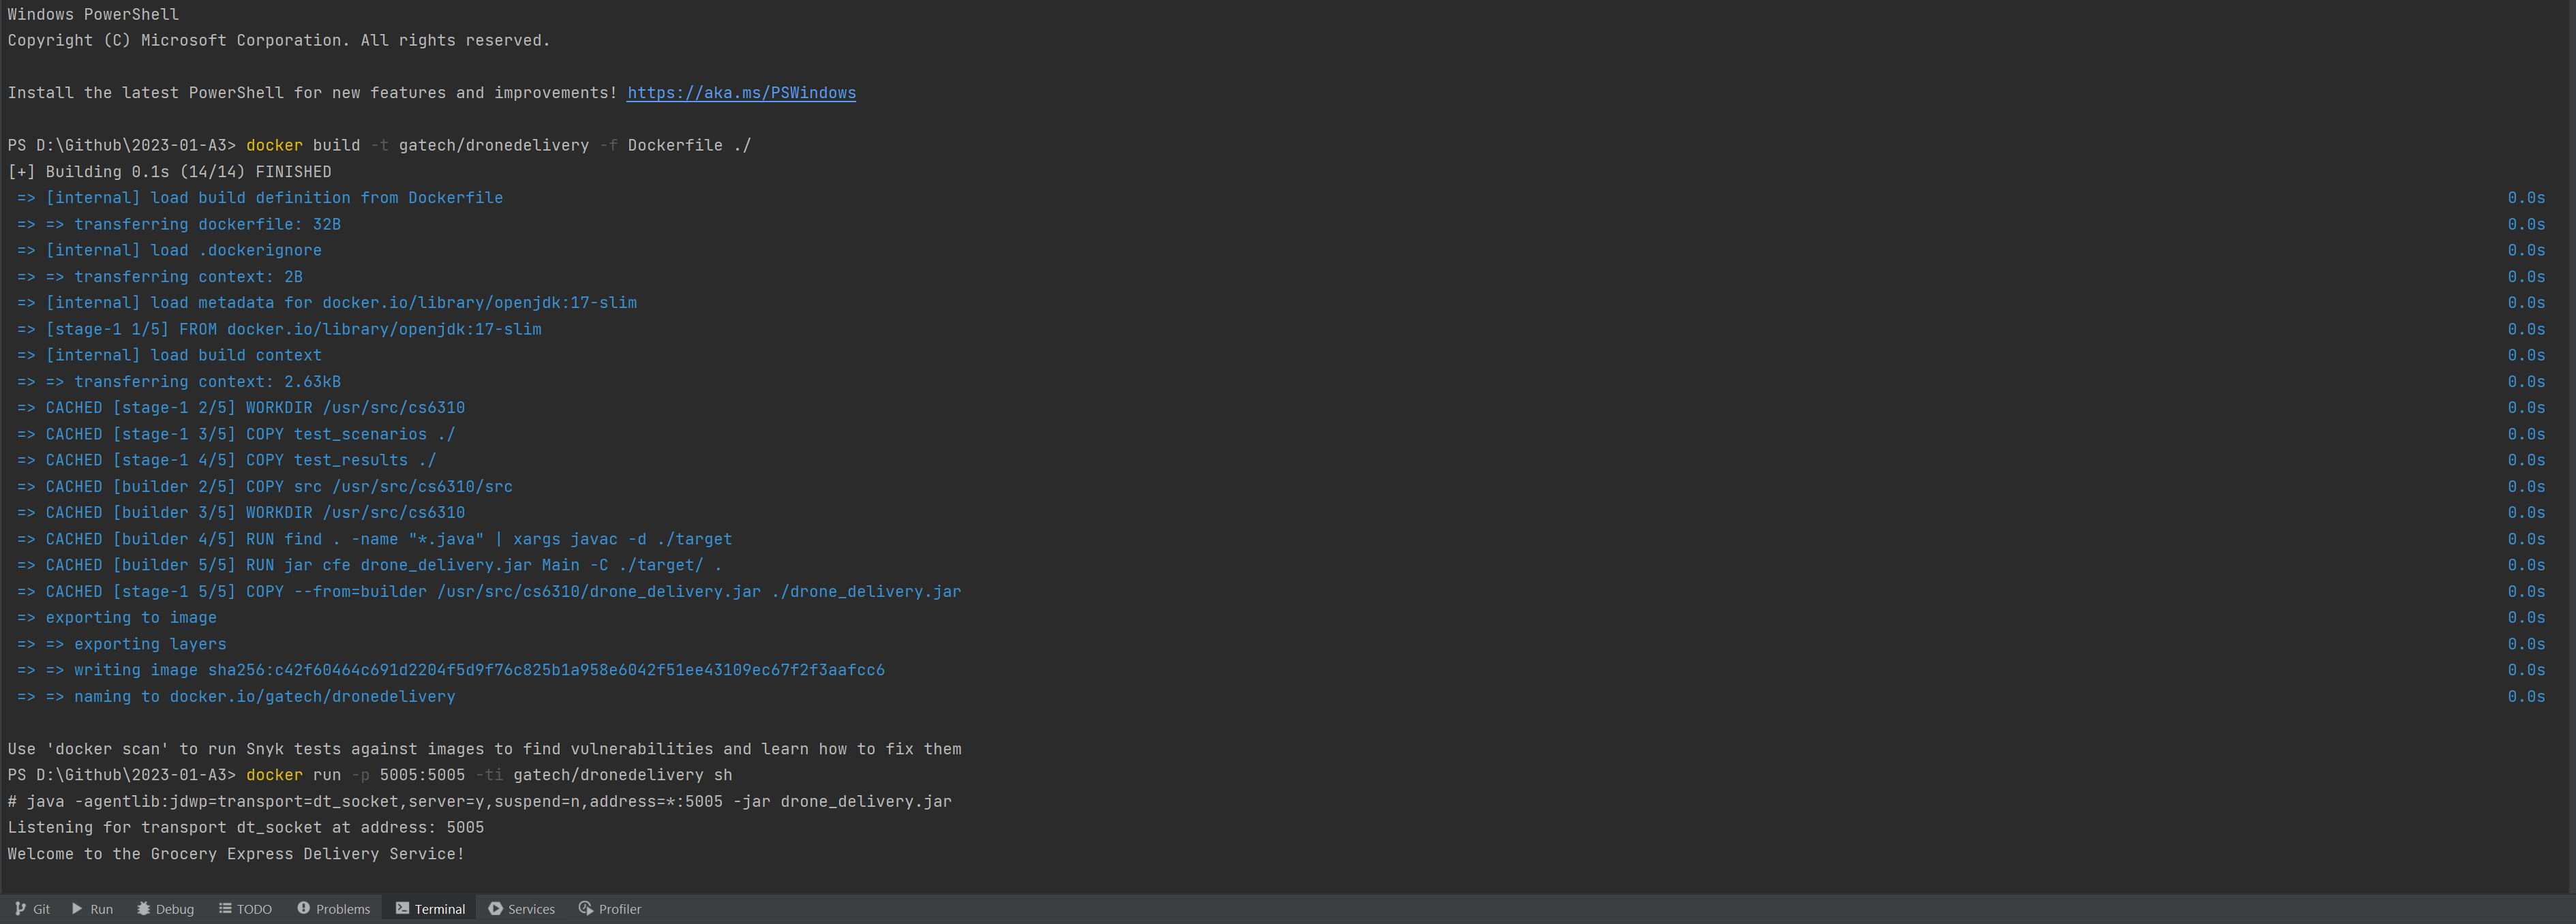 Windows PowerShell
Copyright (C) Microsoft Corporation. All rights reserved.
Install the latest PowerShell for new features and improvements! https://aka.ms/PSWindows
PS D:\Github\2023-01-A3> docker build -t gatech/dronedelivery -f Dockerfile ./
[+] Building 0.1s (14/14) FINISHED
=> [internal] load build definition from Dockerfile 0.0s
=> => transferring dockerfile: 32B 0.0s
=> [internal] load .dockerignore 0.0s
=> => transferring context: 2B 0.0s
=> [internal] load metadata for docker.io/library/openjdk:17-slim 0.0s
=> [stage-1 1/5] FROM docker.io/library/openjdk:17-slim 0.0s
=> [internal] load build context 0.0s
=> => transferring context: 2.63kB 0.0s
=> CACHED [stage-1 2/5] WORKDIR /usr/src/cs6310 0.0s
=> CACHED [stage-1 3/5] COPY test_scenarios ./ 0.0s
=> CACHED [stage-1 4/5] COPY test_results ./ 0.0s
=> CACHED [builder 2/5] COPY src /usr/src/cs6310/src 0.0s
=> CACHED [builder 3/5] WORKDIR /usr/src/cs6310 0.0s
=> CACHED [builder 4/5] RUN find . -name "*.java" | xargs javac -d ./target 0.0s
=> CACHED [builder 5/5] RUN jar cfe drone_delivery.jar Main -C ./target/ . 0.0s
=> CACHED [stage-1 5/5] COPY --from=builder /usr/src/cs6310/drone_delivery.jar ./drone_delivery.jar 0.0s
=> exporting to image 0.0s
=> => exporting layers 0.0s
=> => writing image sha256:c42f60464c691d2204f5d9f76c825b1a958e6042f51ee43109ec67f2f3aafcc6 0.0s
=> => naming to docker.io/gatech/dronedelivery 0.0s
Use 'docker scan' to run Snyk tests against images to find vulnerabilities and learn how to fix them
PS D:\Github\2023-01-A3> docker run -p 5005:5005 -ti gatech/dronedelivery sh
# java -agentlib:jdwp=transport=dt_socket,server=y,suspend=n,address=*:5005 -jar drone_delivery.jar
Listening for transport dt_socket at address: 5005
Welcome to the Grocery Express Delivery Service!
Git Run Debug TODO Problems Terminal Services Profiler